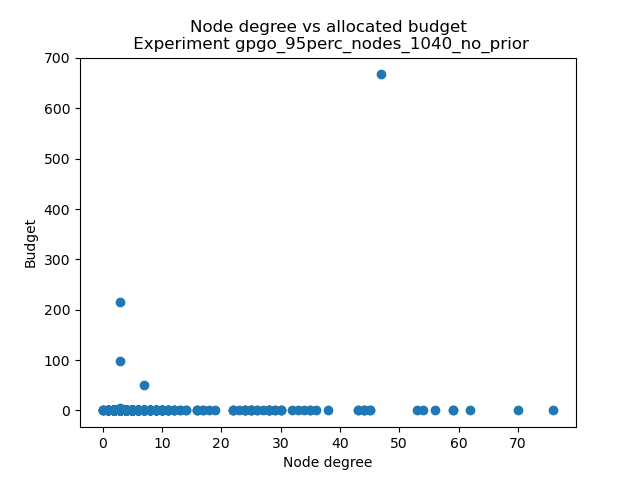 Node degree vs allocated budget
Experiment gpgo_95perc_nodes_1040_no_prior
700
600
500
400
300
200
100
0
Budget
0 10 20 30 40 50 60 70
Node degree